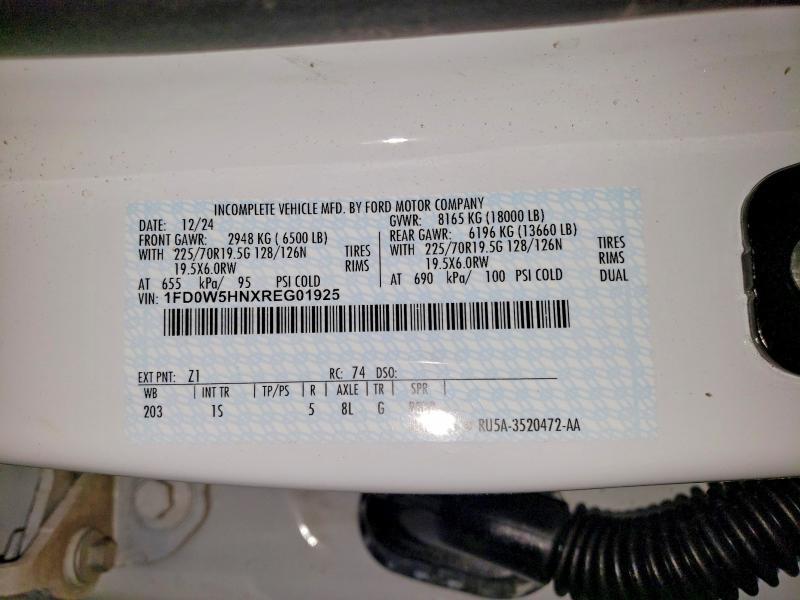 INCOMPLETE VEHICLE MFD. BY FORD MOTOR COMPANY
DATE: 12/24 GVWR: 8165 KG (18000 LB)
FRONT GAWR: 2948 KG ( 6500 LB) REAR GAWR: 6196 KG (13660 LB)
WITH 225/70R19.5G 128/126N TIRES WITH 225/70R19.5G 128/126N TIRES
19.5X6.0RW RIMS 19.5X6.0RW RIMS
AT 655 kPa/ 95 PSI COLD AT 690 kPa/ 100 PSI COLD DUAL
VIN: 1FD0W5HNXREG01925
EXT PNT: Z1 RC: 74 DSO:
WB INT TR TP/PS R AXLE TR SPR
203 1S 5 8L G
RU5A-3520472-AA